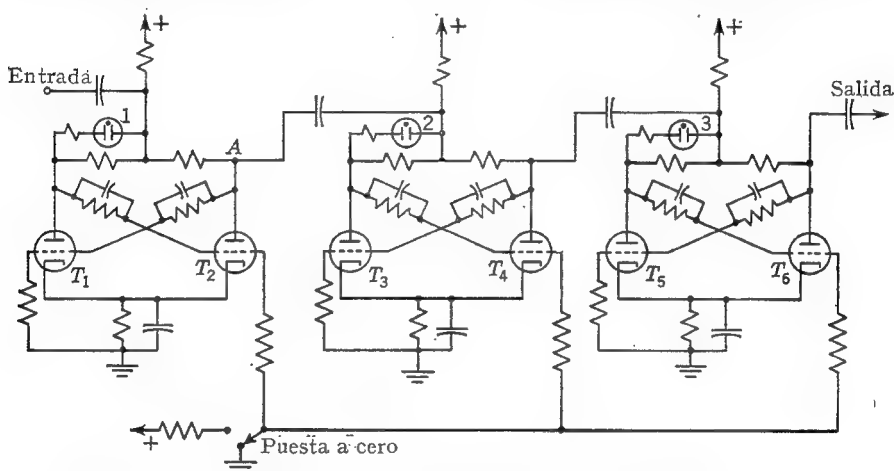 +
+
+
Entrada
Salida
1
2
3
A
T1
T2
T3
T4
T5
T6
+
Puesta a cero